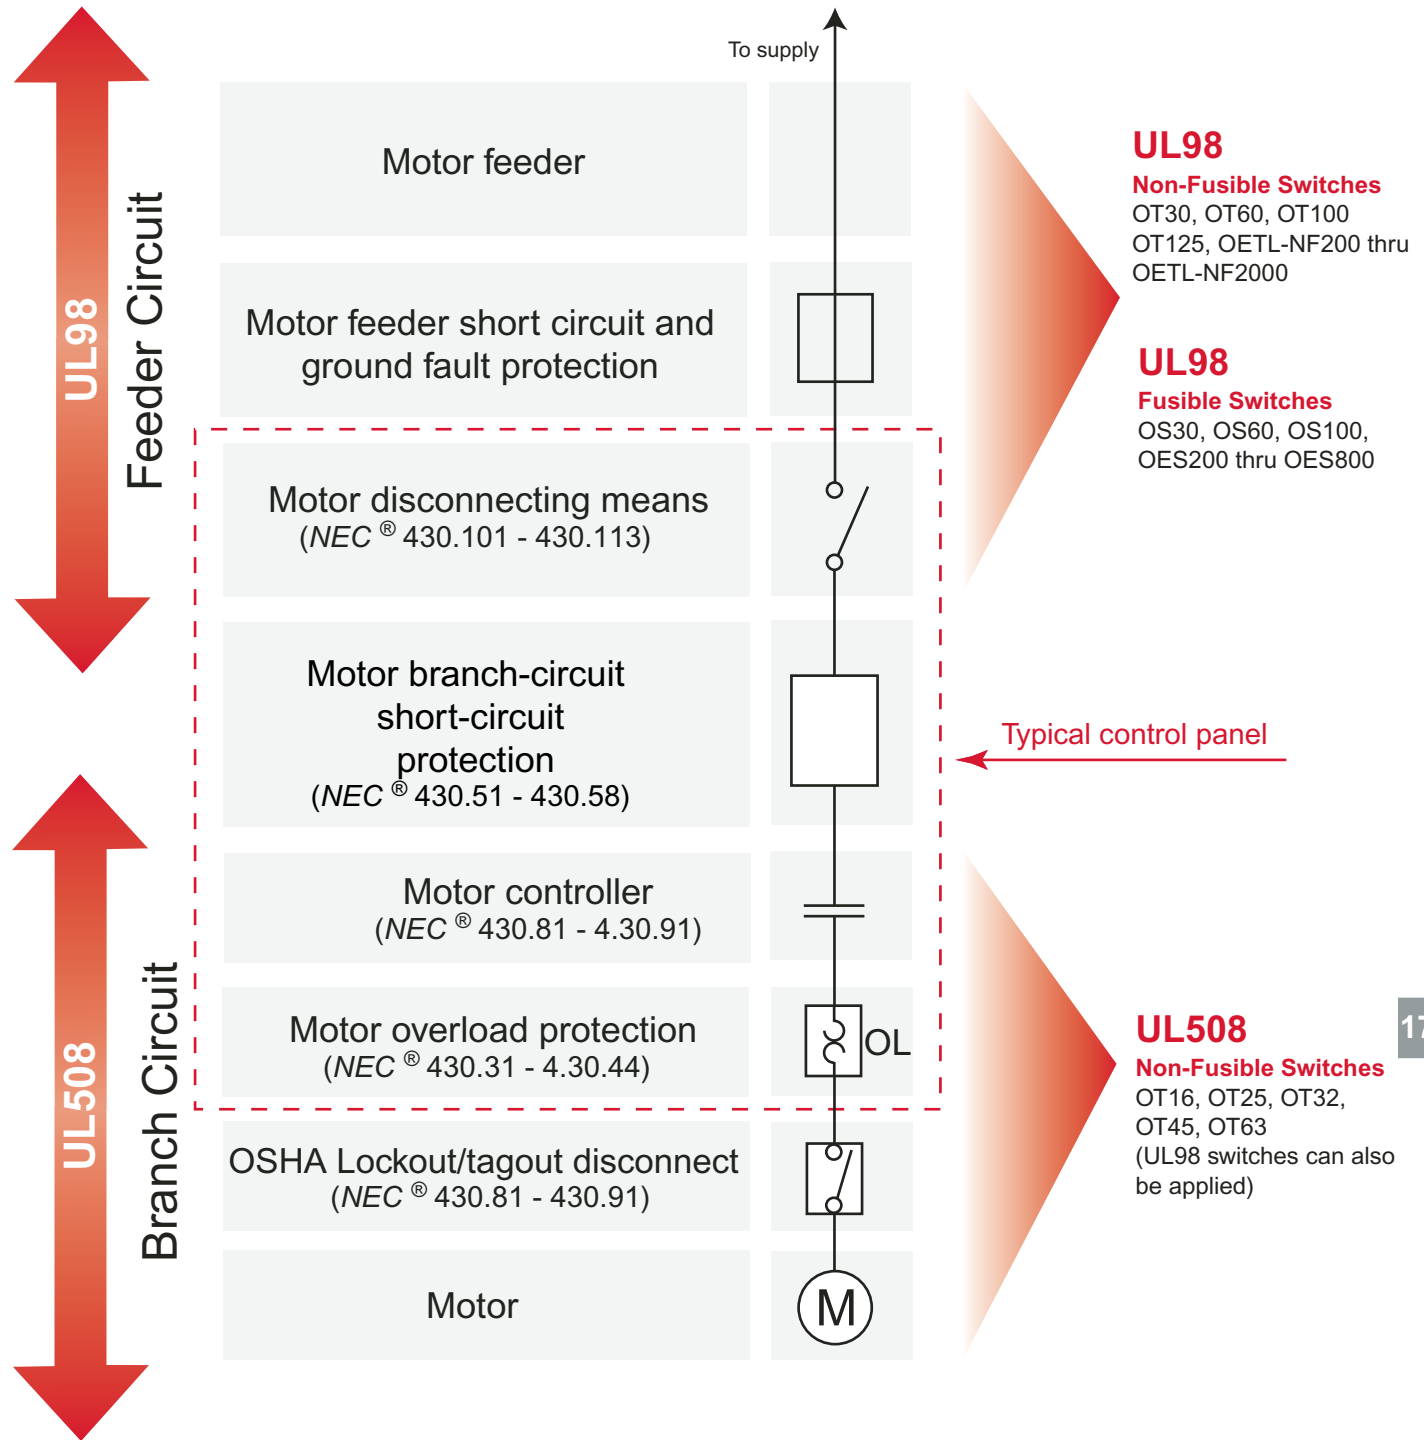 To supply
Motor feeder
Motor feeder short circuit and
ground fault protection
Motor disconnecting means
(NEC ® 430.101 - 430.113)
Motor branch-circuit
short-circuit
protection
(NEC ® 430.51 - 430.58)
Motor controller
(NEC ® 430.81 - 4.30.91)
Motor overload protection
(NEC ® 430.31 - 4.30.44)
OL
OSHA Lockout/tagout disconnect
(NEC ® 430.81 - 430.91)
Motor
M
UL98
Feeder Circuit
UL508
Branch Circuit
UL98
Non-Fusible Switches
OT30, OT60, OT100
OT125, OETL-NF200 thru
OETL-NF2000
UL98
Fusible Switches
OS30, OS60, OS100,
OES200 thru OES800
Typical control panel
UL508
Non-Fusible Switches
OT16, OT25, OT32,
OT45, OT63
(UL98 switches can also
be applied)
17